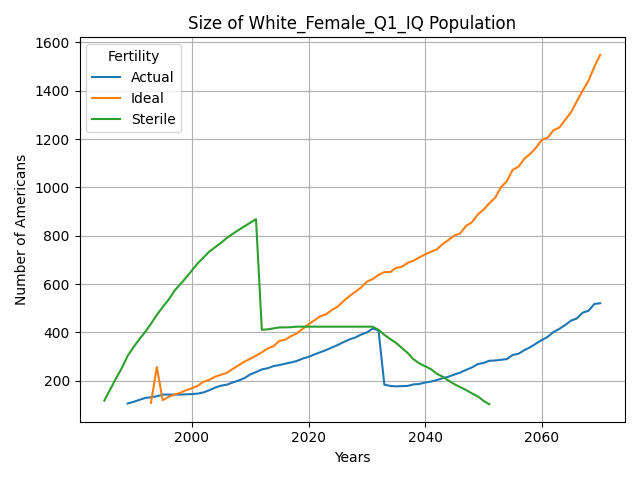 Size of White_Female_Q1_IQ Population
Fertility
Actual
Ideal
Sterile
1600
1400
1200
1000
800
600
400
200
Number of Americans
2000
2020
2040
2060
Years